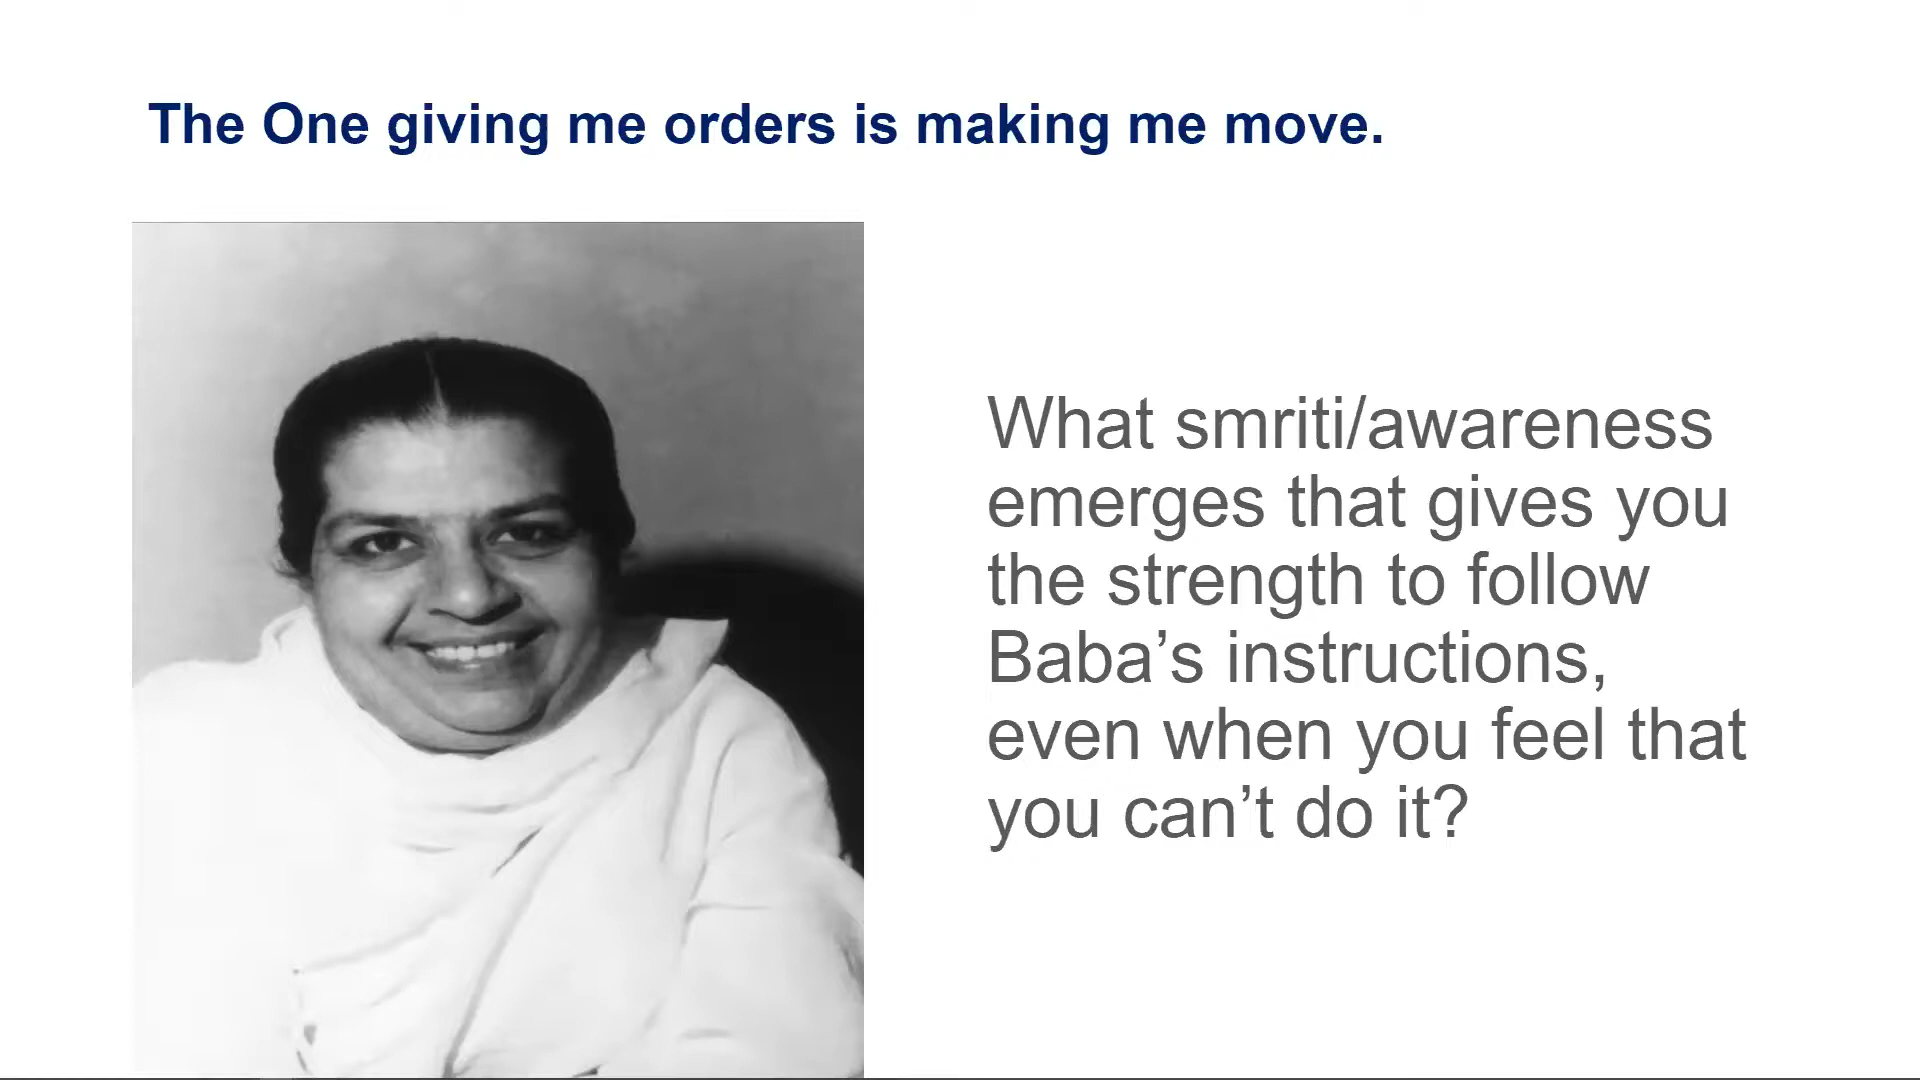 The One giving me orders is making me move.
What smriti/awareness
emerges that gives you
the strength to follow
Baba’s instructions,
even when you feel that
you can’t do it?